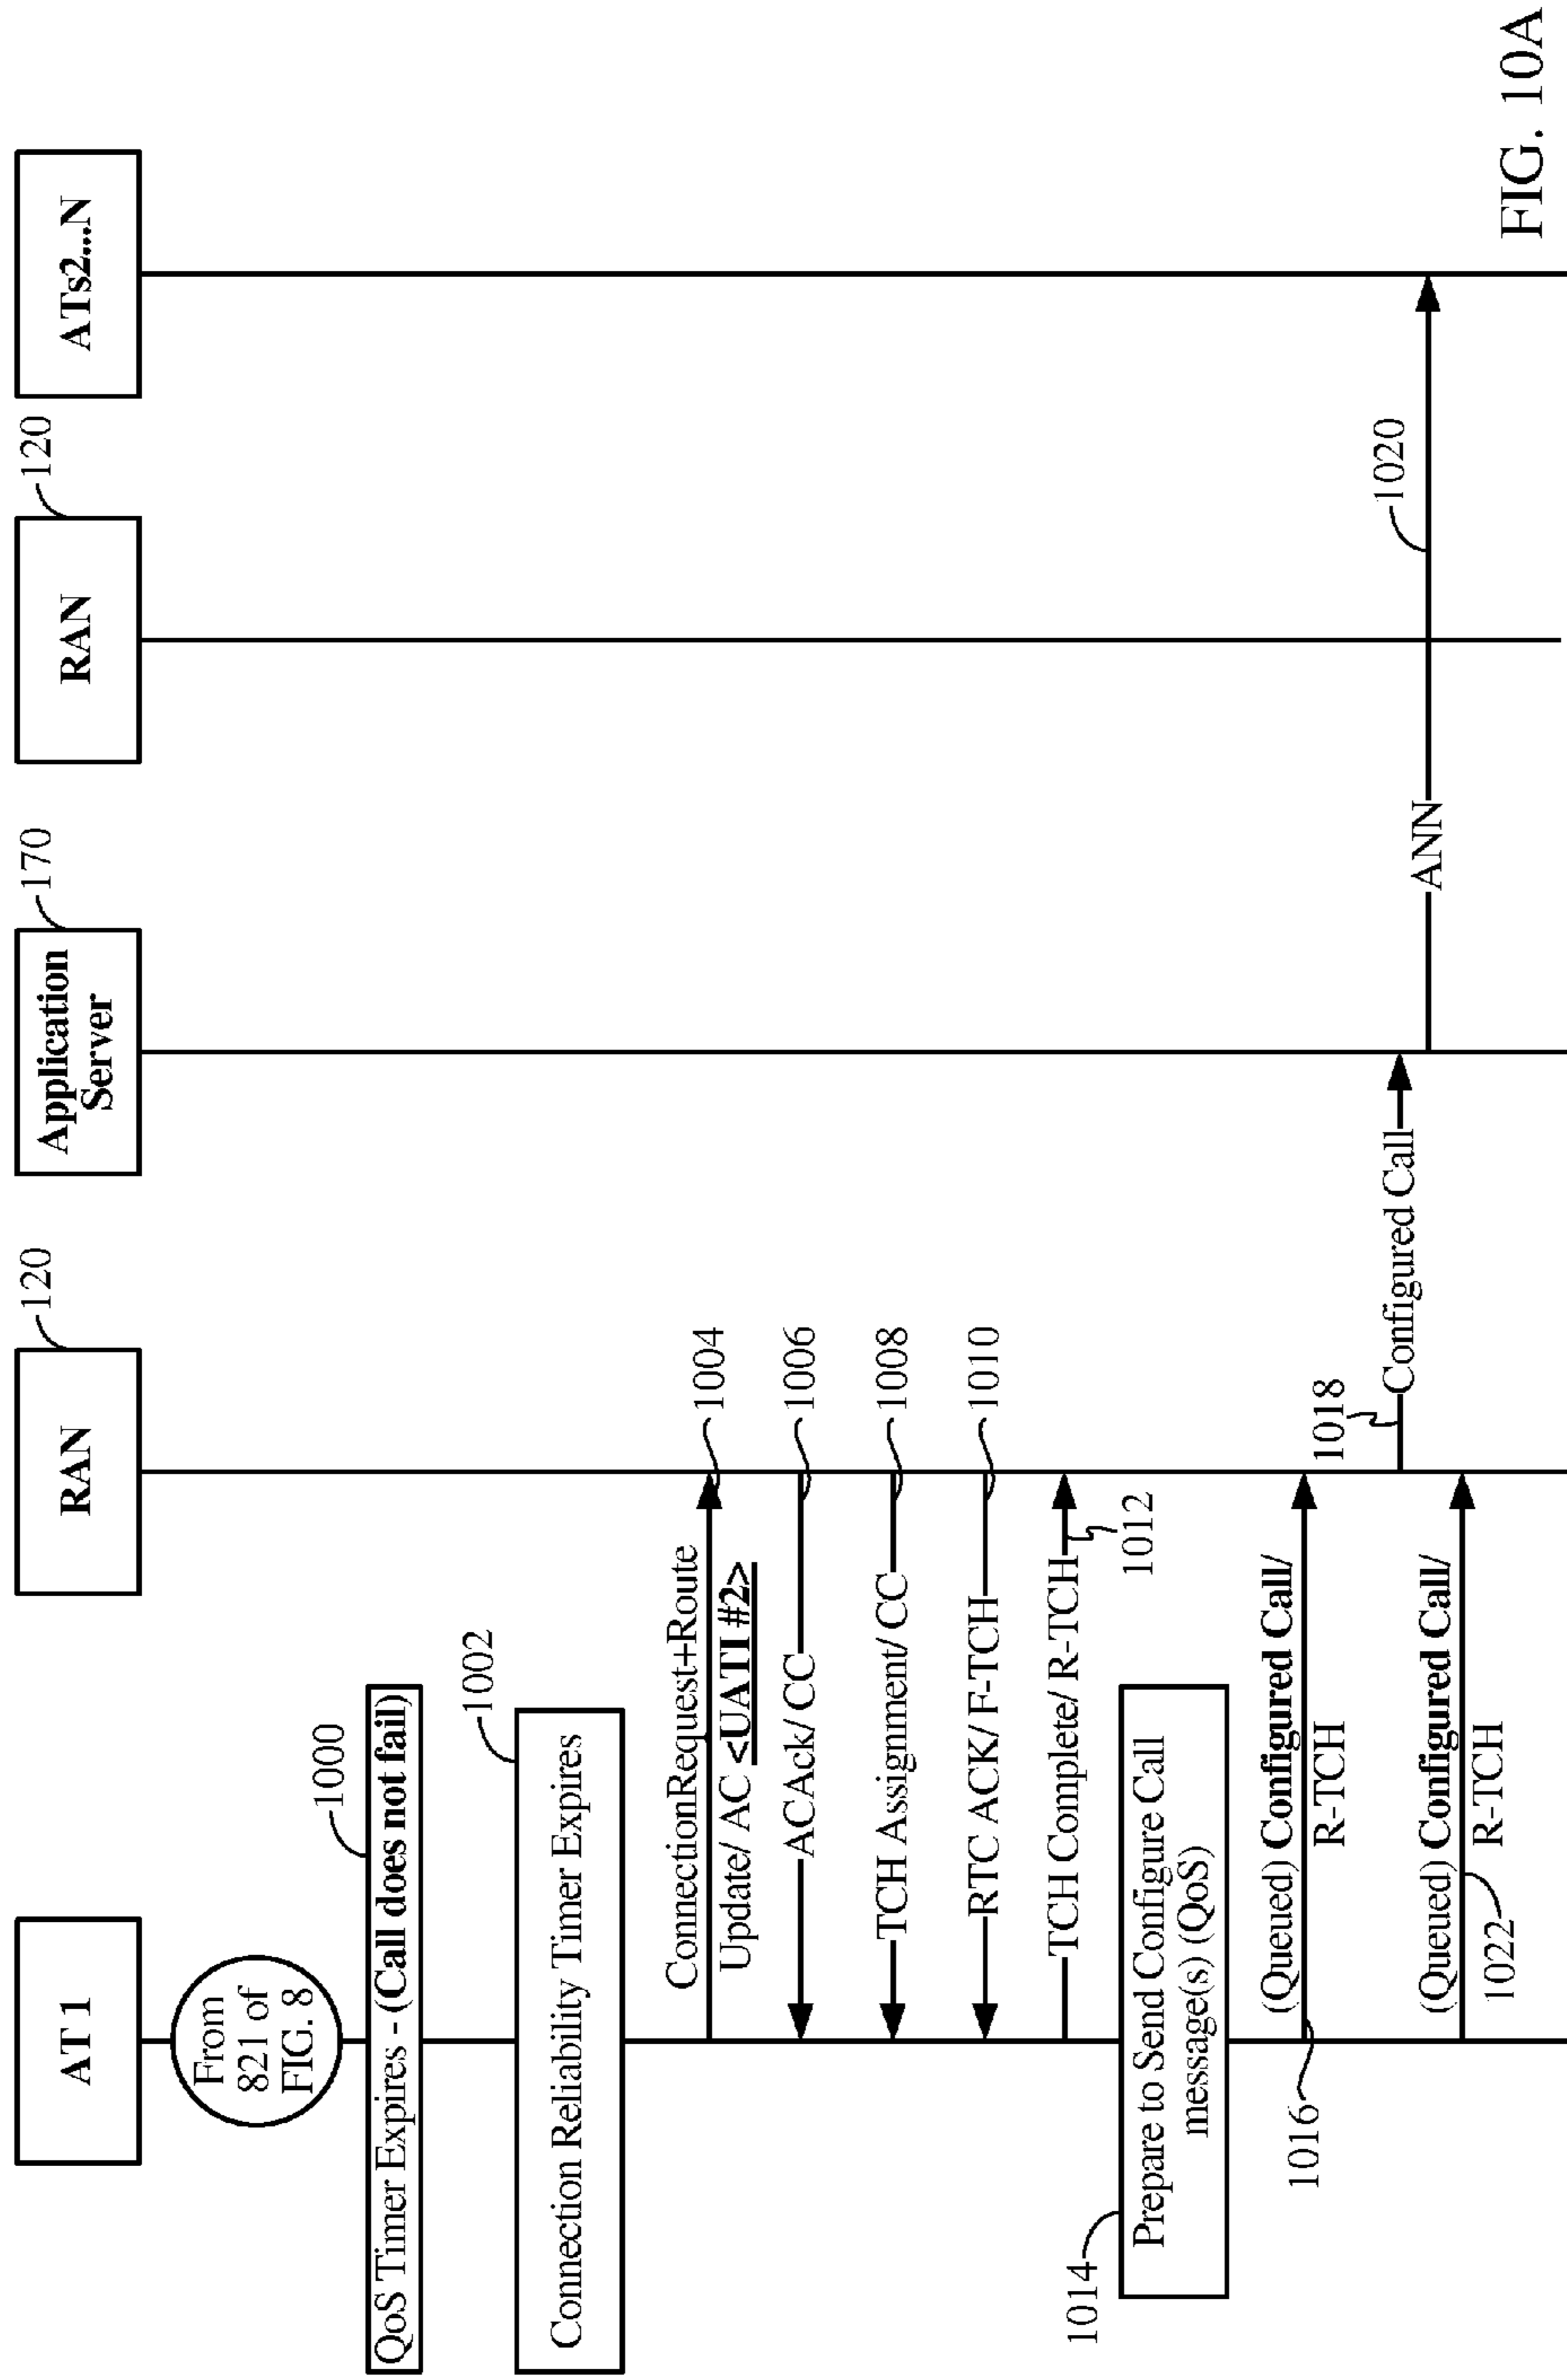 AT 1
RAN
120
Application
Server
170
RAN
120
ATs2...N
From
821 of
FIG. 8
QoS Timer Expires - (Call does not fail)
1000
Connection Reliability Timer Expires
1002
ConnectionRequest+Route
Update/ AC <UATI #2>
1004
ACAck/ CC
1006
TCH Assignment/ CC
1008
RTC ACK/ F-TCH
1010
TCH Complete/ R-TCH
1012
1014
Prepare to Send Configure Call
message(s) (QoS)
1016
(Queued) Configured Call/
R-TCH
1018
Configured Call
ANN
1020
(Queued) Configured Call/
R-TCH
1022
FIG. 10A